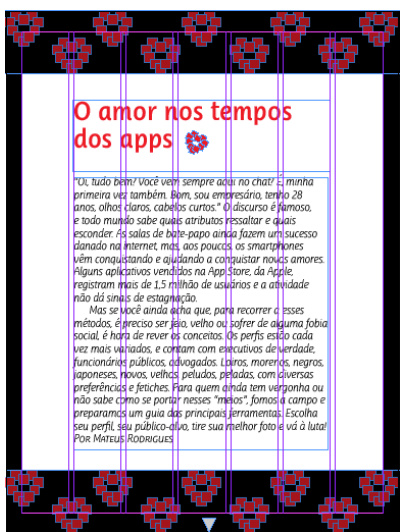 O amor nos tempos
dos apps
"Oi, tudo bem? Você vem sempre aqui no chat? É minha
primeira vez também. Bom, sou empresário, tenho 28
anos, olhos claros, cabelos curtos." O discurso é famoso,
e todo mundo sabe quais atributos ressaltar e quais
esconder. As salas de bate-papo ainda fazem um sucesso
danado na internet, mas, aos poucos, os smartphones
vêm conquistando e ajudando a conquistar novos amores.
Alguns aplicativos vendidos na App Store, da Apple,
registram mais de 1,5 milhão de usuários e a atividade
não dá sinais de estagnação.
Mas se você ainda acha que, para recorrer a esses
métodos, é preciso ser feio, velho ou sofrer de alguma fobia
social, é hora de rever os conceitos. Os perfis estão cada
vez mais variados, e contam com executivos de verdade,
funcionários públicos, advogados. Loiros, morenos, negros,
japoneses, novos, velhos, peludos, pelados, com diversas
preferências e fetiches. Para quem ainda tem vergonha ou
não sabe como se portar nesses "meios", fomos a campo e
preparamos um guia das principais ferramentas. Escolha
seu perfil, seu público-alvo, tire sua melhor foto e vá à luta!
Por Mateus Rodrigues